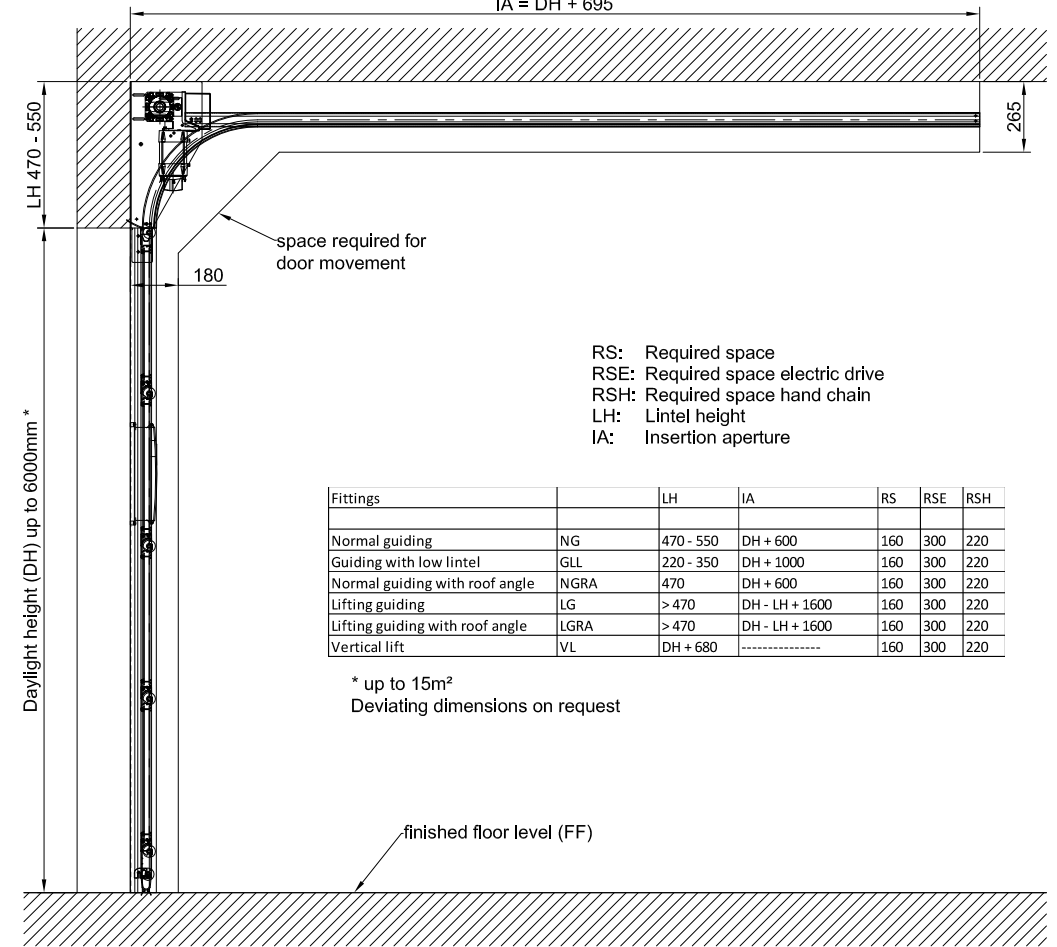 IA = DH + 695
LH 470 - 550
265
space required for
door movement
180
RS: Required space
RSE: Required space electric drive
RSH: Required space hand chain
LH: Lintel height
IA: Insertion aperture
Daylight height (DH) up to 6000mm *
Fittings LH IA RS RSE RSH
Normal guiding NG 470 - 550 DH + 600 160 300 220
Guiding with low lintel GLL 220 - 350 DH + 1000 160 300 220
Normal guiding with roof angle NGRA 470 DH + 600 160 300 220
Lifting guiding LG > 470 DH - LH + 1600 160 300 220
Lifting guiding with roof angle LGRA > 470 DH - LH + 1600 160 300 220
Vertical lift VL DH + 680 --------------- 160 300 220
* up to 15m²
Deviating dimensions on request
finished floor level (FF)